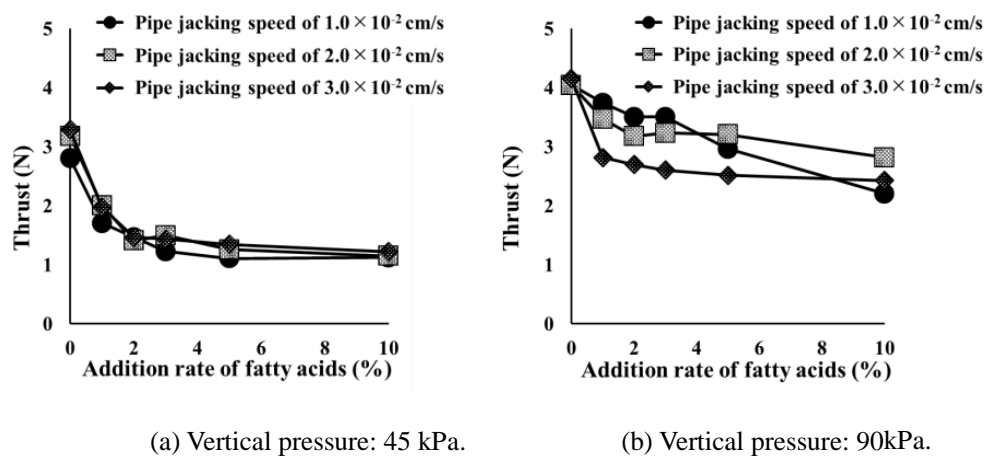 5
4
3
2
1
0
Thrust (N)
Pipe jacking speed of 1.0×10⁻² cm/s
Pipe jacking speed of 2.0×10⁻² cm/s
Pipe jacking speed of 3.0×10⁻² cm/s
0 2 4 6 8 10
Addition rate of fatty acids (%)
(a) Vertical pressure: 45 kPa.
5
4
3
2
1
0
Thrust (N)
Pipe jacking speed of 1.0×10⁻² cm/s
Pipe jacking speed of 2.0×10⁻² cm/s
Pipe jacking speed of 3.0×10⁻² cm/s
0 2 4 6 8 10
Addition rate of fatty acids (%)
(b) Vertical pressure: 90kPa.